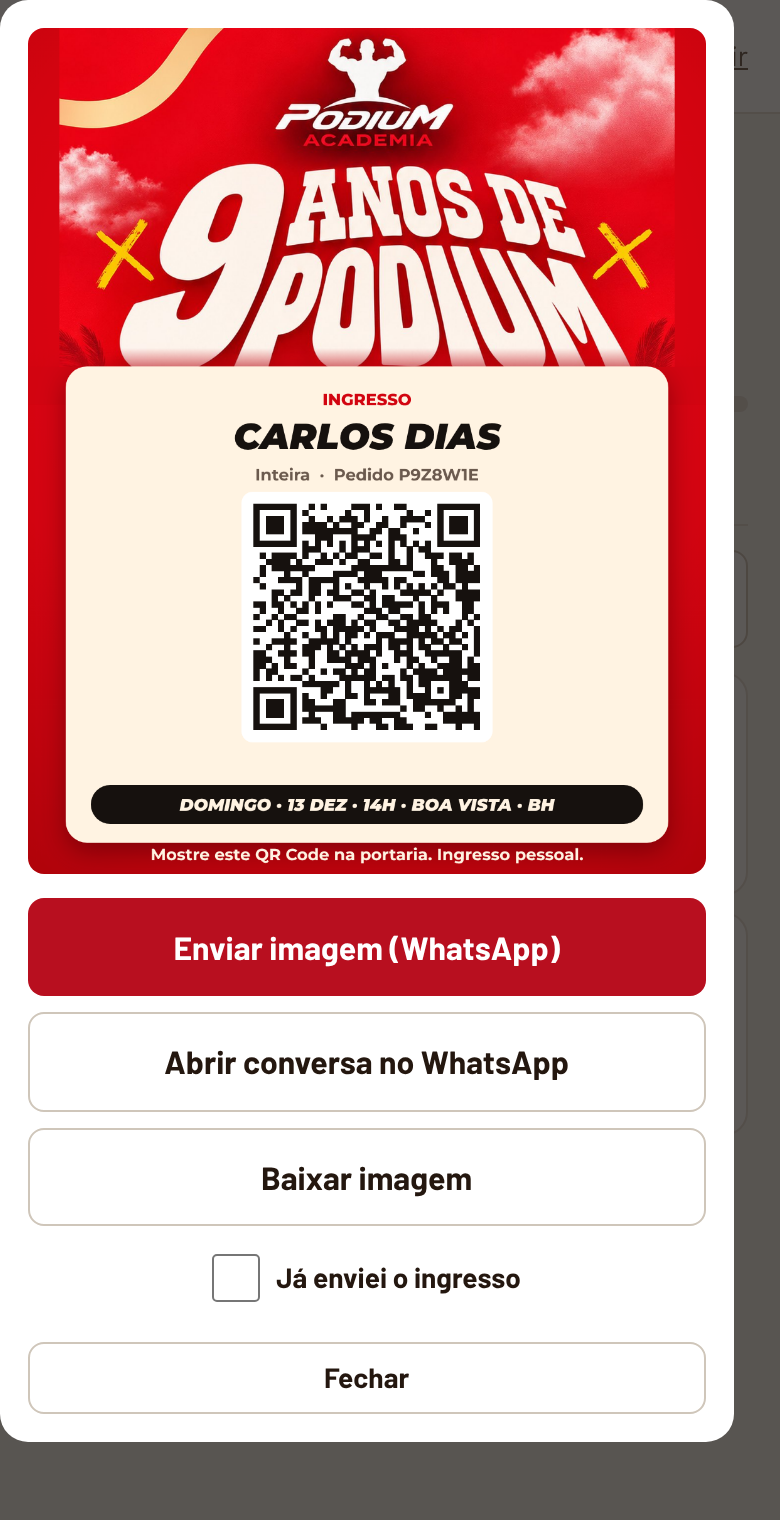 ir
PODIUM
ACADEMIA
9 ANOS DE
PODIUM
INGRESSO
CARLOS DIAS
Inteira · Pedido P9Z8W1E
DOMINGO · 13 DEZ · 14H · BOA VISTA · BH
Mostre este QR Code na portaria. Ingresso pessoal.
Enviar imagem (WhatsApp)
Abrir conversa no WhatsApp
Baixar imagem
Já enviei o ingresso
Fechar